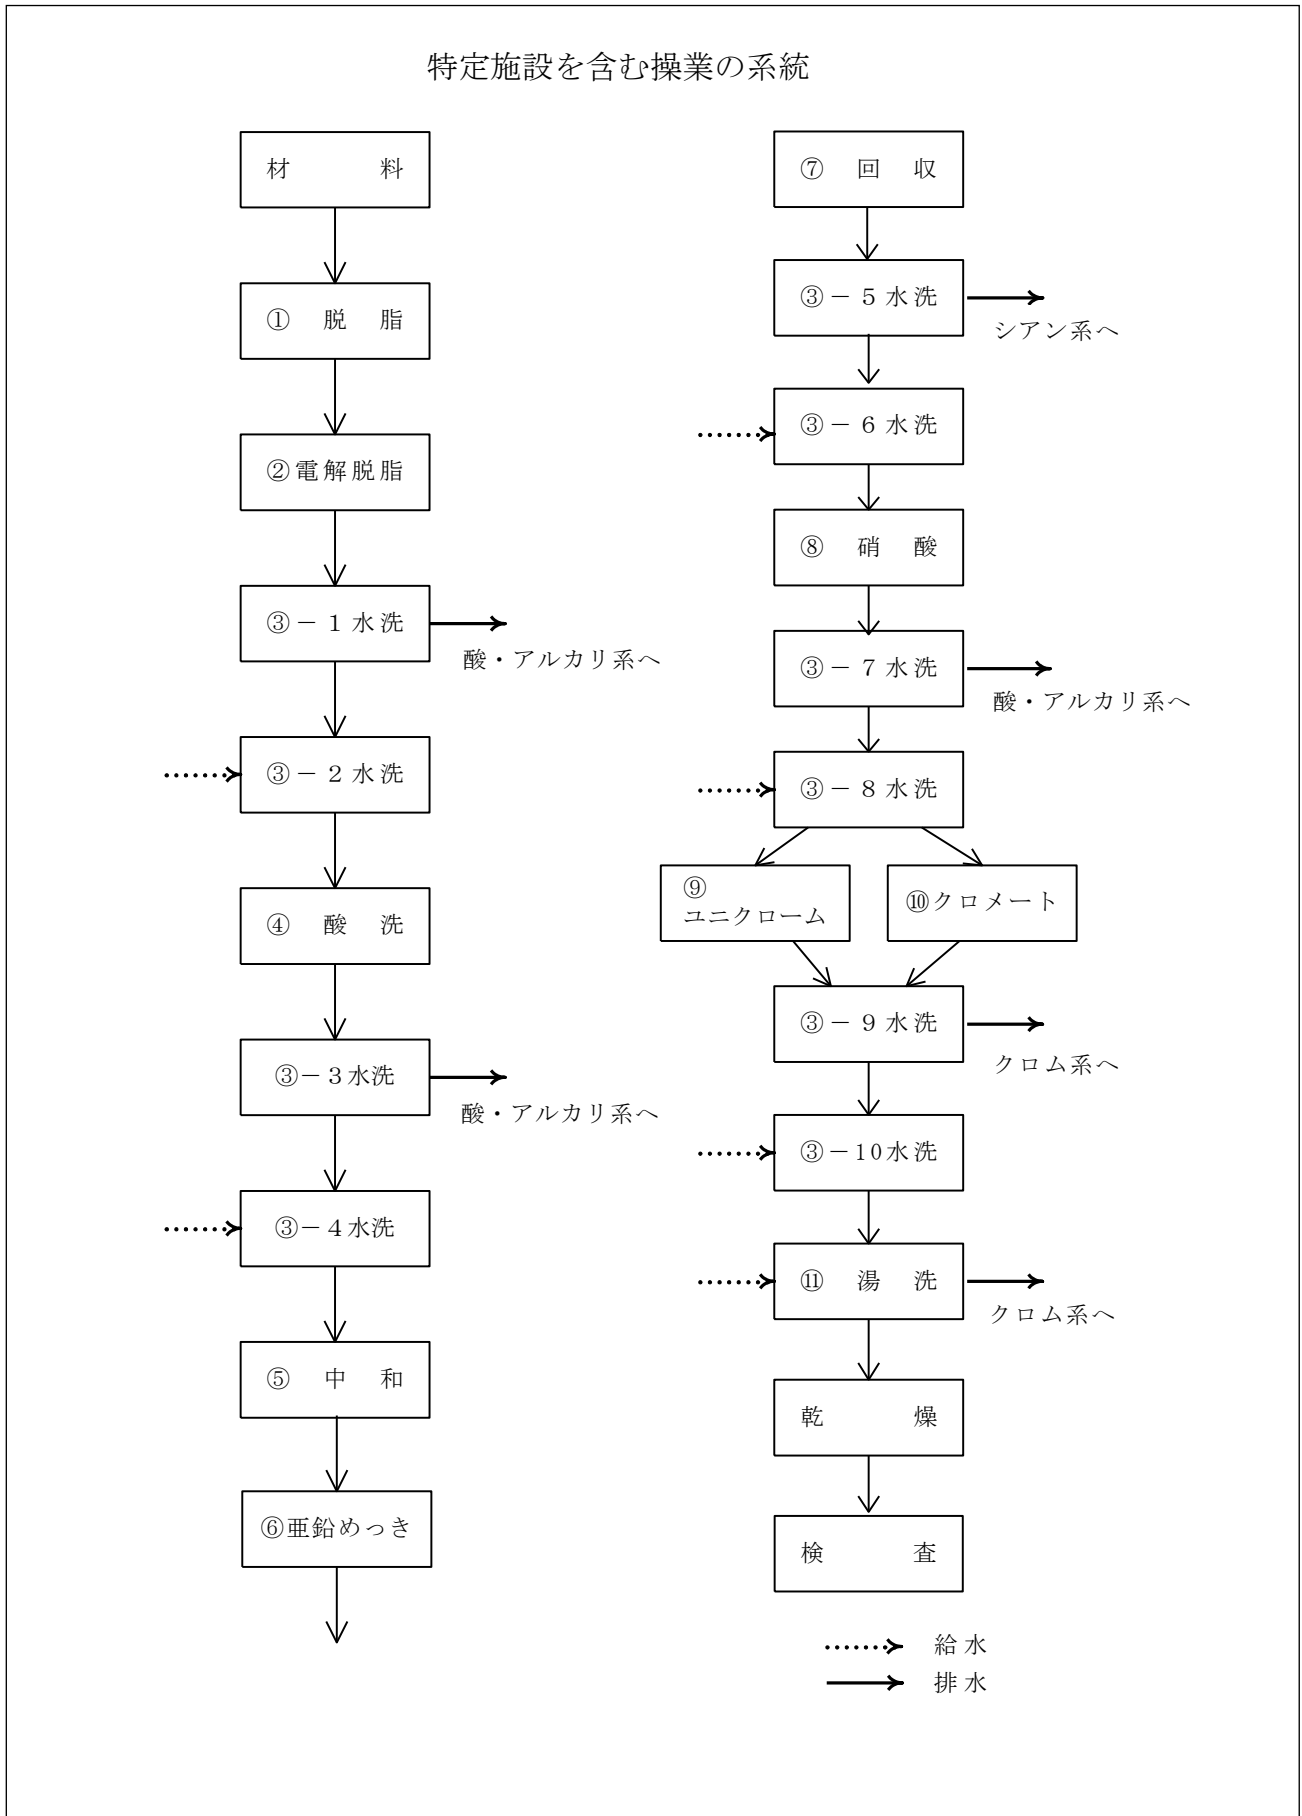 特定施設を含む操業の系統
材　　料
①　脱　脂
②電解脱脂
③－１水洗
酸・アルカリ系へ
③－２水洗
④　酸　洗
③－３水洗
酸・アルカリ系へ
③－４水洗
⑤　中　和
⑥亜鉛めっき
⑦　回　収
③－５水洗
シアン系へ
③－６水洗
⑧　硝　酸
③－７水洗
酸・アルカリ系へ
③－８水洗
⑨
ユニクローム
⑩クロメート
③－９水洗
クロム系へ
③－10水洗
⑪　湯　洗
クロム系へ
乾　　燥
検　　査
給水
排水